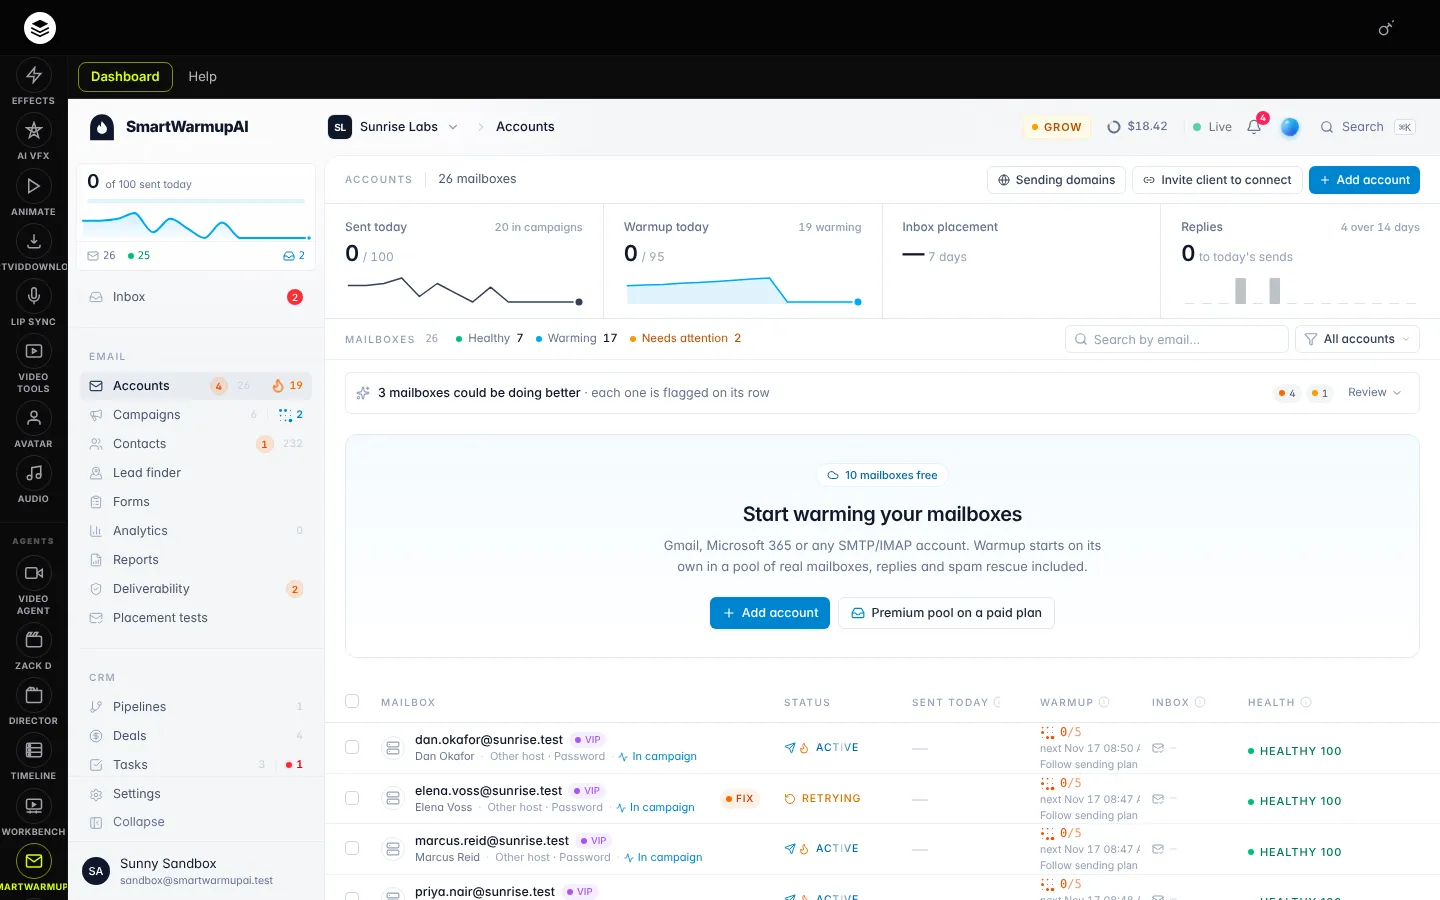 Dashboard
Help
EFFECTS
AI VFX
ANIMATE
LIP SYNC
VIDEO
TOOLS
AVATAR
AUDIO
AGENTS
VIDEO
AGENT
ZACK D
DIRECTOR
TIMELINE
WORKBENCH
SmartWarmupAI
SL Sunrise Labs
Accounts
GROW
$18.42
Live
4
Search ⌘K
0 of 100 sent today
26 25 2
Inbox 2
EMAIL
Accounts 4 26 19
Campaigns 6 2
Contacts 1 232
Lead finder
Forms
Analytics 0
Reports
Deliverability 2
Placement tests
CRM
Pipelines 1
Deals 4
Tasks 3 1
Settings
Collapse
SA Sunny Sandbox
sandbox@smartwarmupai.test
ACCOUNTS 26 mailboxes
Sending domains
Invite client to connect
+ Add account
Sent today 20 in campaigns
0 / 100
Warmup today 19 warming
0 / 95
Inbox placement
— 7 days
Replies 4 over 14 days
0 to today's sends
MAILBOXES 26 Healthy 7 Warming 17 Needs attention 2
Search by email...
All accounts
3 mailboxes could be doing better · each one is flagged on its row
4 1 Review
10 mailboxes free
Start warming your mailboxes
Gmail, Microsoft 365 or any SMTP/IMAP account. Warmup starts on its
own in a pool of real mailboxes, replies and spam rescue included.
+ Add account
Premium pool on a paid plan
MAILBOX STATUS SENT TODAY WARMUP INBOX HEALTH
dan.okafor@sunrise.test VIP
Dan Okafor · Other host · Password · In campaign
ACTIVE — 0/5
next Nov 17 08:50
Follow sending plan
– HEALTHY 100
elena.voss@sunrise.test VIP
Elena Voss · Other host · Password · In campaign
FIX RETRYING — 0/5
next Nov 17 08:47
Follow sending plan
– HEALTHY 100
marcus.reid@sunrise.test VIP
Marcus Reid · Other host · Password · In campaign
ACTIVE — 0/5
next Nov 17 08:47
Follow sending plan
– HEALTHY 100
priya.nair@sunrise.test VIP
0/5